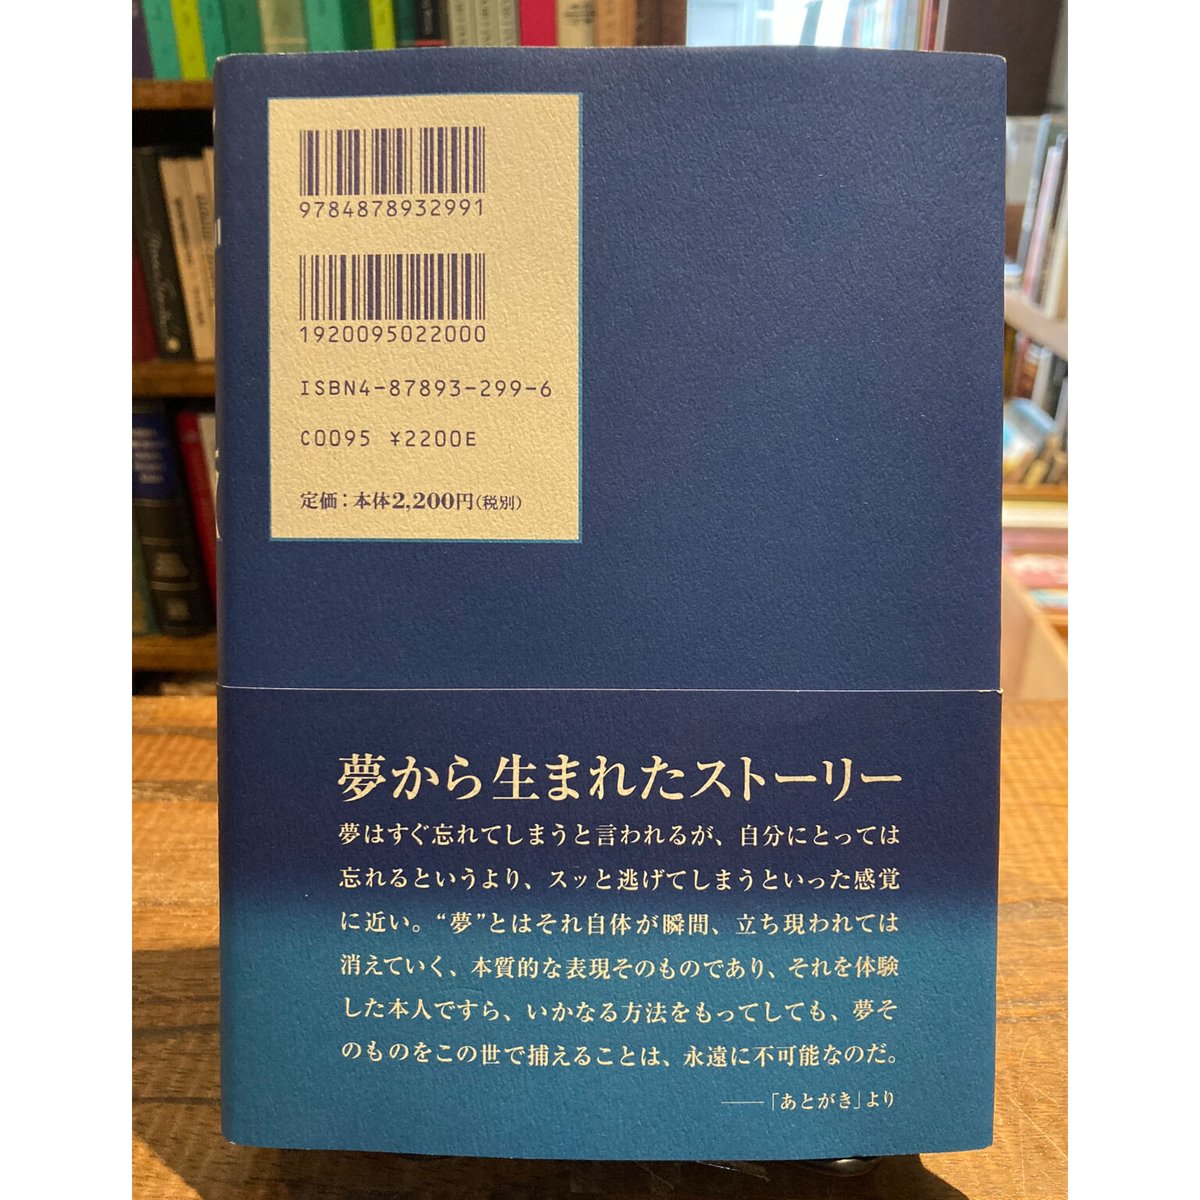 9784878932991
1920095022000
ISBN4-87893-299-6
C0095 ¥2200E
定価：本体2,200円（税別）
夢から生まれたストーリー
夢はすぐ忘れてしまうと言われるが、自分にとっては
忘れるというより、スッと逃げてしまうといった感覚
に近い。“夢”とはそれ自体が瞬間、立ち現われては
消えていく、本質的な表現そのものであり、それを体験
した本人ですら、いかなる方法をもってしても、夢そ
のものをこの世で捕えることは、永遠に不可能なのだ。
――「あとがき」より